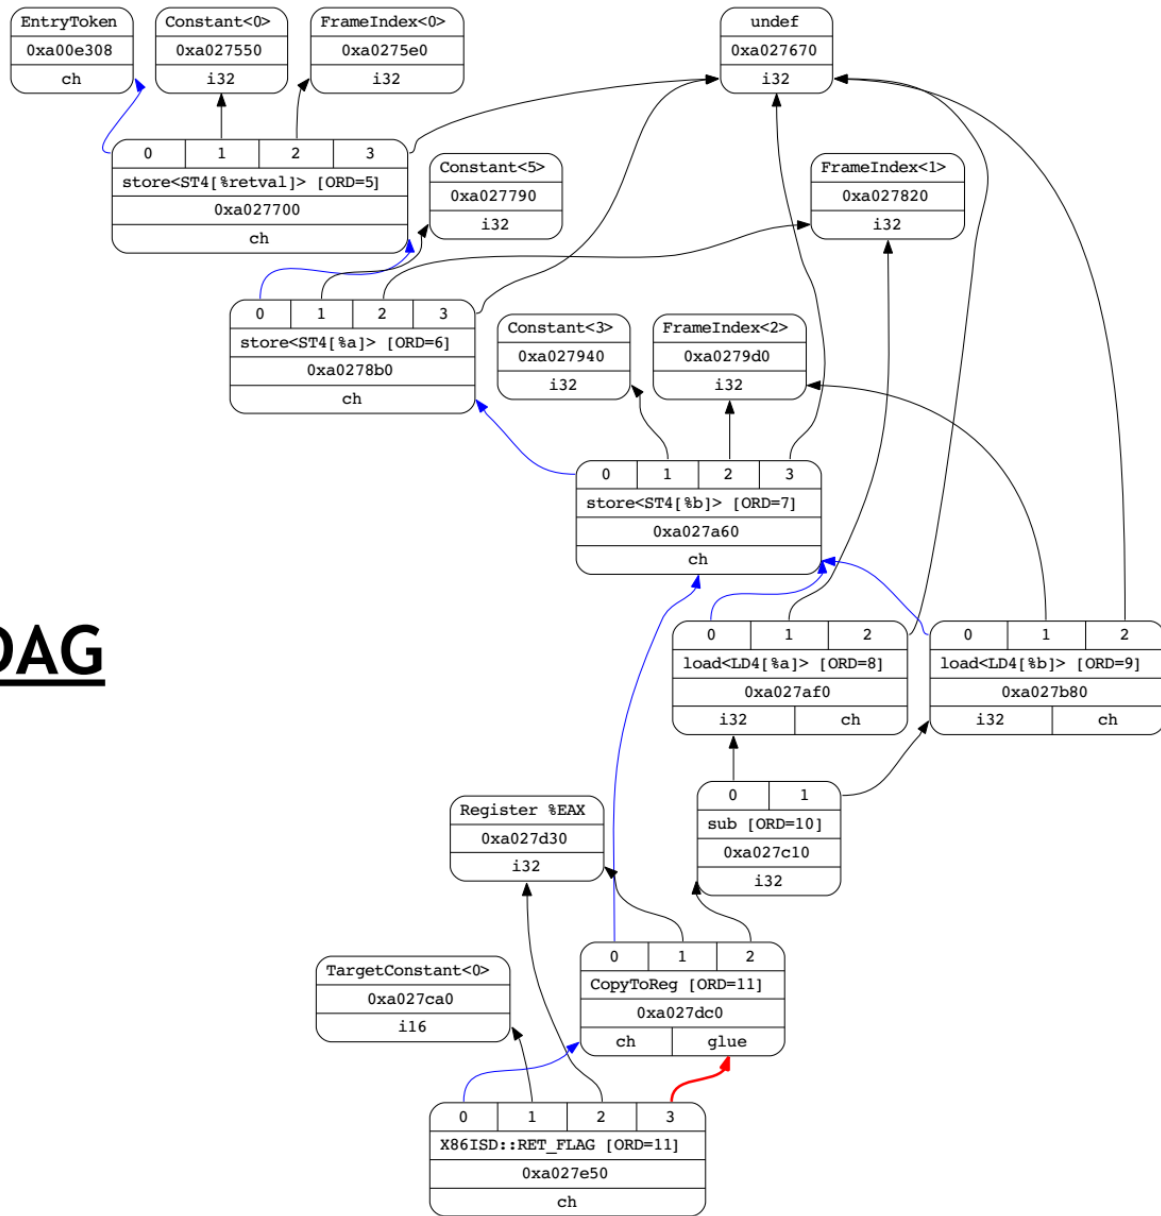 EntryToken
0xa00e308
ch
Constant<0>
0xa027550
i32
FrameIndex<0>
0xa0275e0
i32
undef
0xa027670
i32
0 1 2 3
store<ST4[%retval]> [ORD=5]
0xa027700
ch
Constant<5>
0xa027790
i32
FrameIndex<1>
0xa027820
i32
0 1 2 3
store<ST4[%a]> [ORD=6]
0xa0278b0
ch
Constant<3>
0xa027940
i32
FrameIndex<2>
0xa0279d0
i32
0 1 2 3
store<ST4[%b]> [ORD=7]
0xa027a60
ch
DAG
0 1 2
load<LD4[%a]> [ORD=8]
0xa027af0
i32 ch
0 1 2
load<LD4[%b]> [ORD=9]
0xa027b80
i32 ch
0 1
sub [ORD=10]
0xa027c10
i32
Register %EAX
0xa027d30
i32
0 1 2
CopyToReg [ORD=11]
0xa027dc0
ch glue
TargetConstant<0>
0xa027ca0
i16
0 1 2 3
X86ISD::RET_FLAG [ORD=11]
0xa027e50
ch